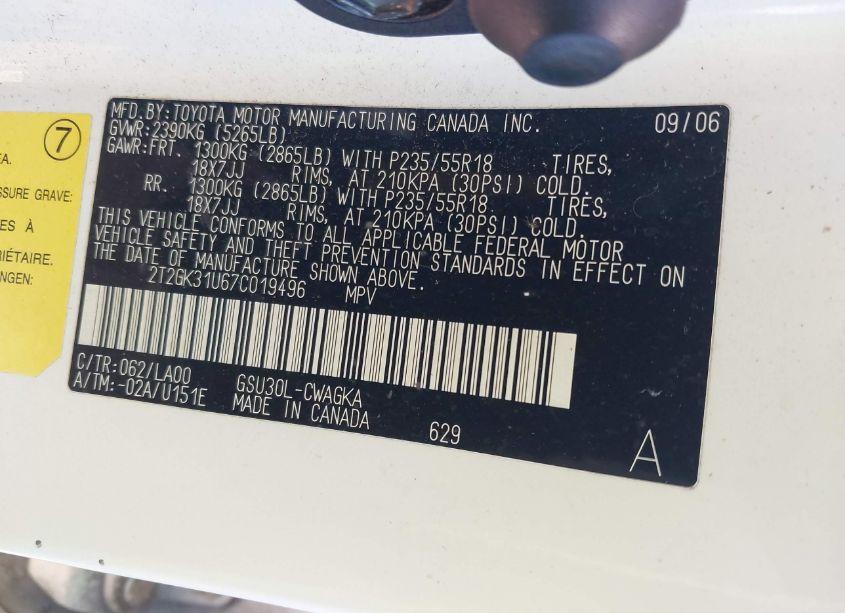 7
EA.
SSURE GRAVE:
ES À
RIÉTAIRE.
NGEN:
MFD.BY:TOYOTA MOTOR MANUFACTURING CANADA INC. 09/06
GVWR:2390KG (5265LB)
GAWR:FRT. 1300KG (2865LB) WITH P235/55R18 TIRES,
18X7JJ RIMS, AT 210KPA (30PSI) COLD.
RR. 1300KG (2865LB) WITH P235/55R18 TIRES,
18X7JJ RIMS, AT 210KPA (30PSI) COLD.
THIS VEHICLE CONFORMS TO ALL APPLICABLE FEDERAL MOTOR
VEHICLE SAFETY AND THEFT PREVENTION STANDARDS IN EFFECT ON
THE DATE OF MANUFACTURE SHOWN ABOVE.
2T2GK31U67C019496 MPV
C/TR:062/LA00 GSU30L-CWAGKA
A/TM:-02A/U151E MADE IN CANADA 629 A